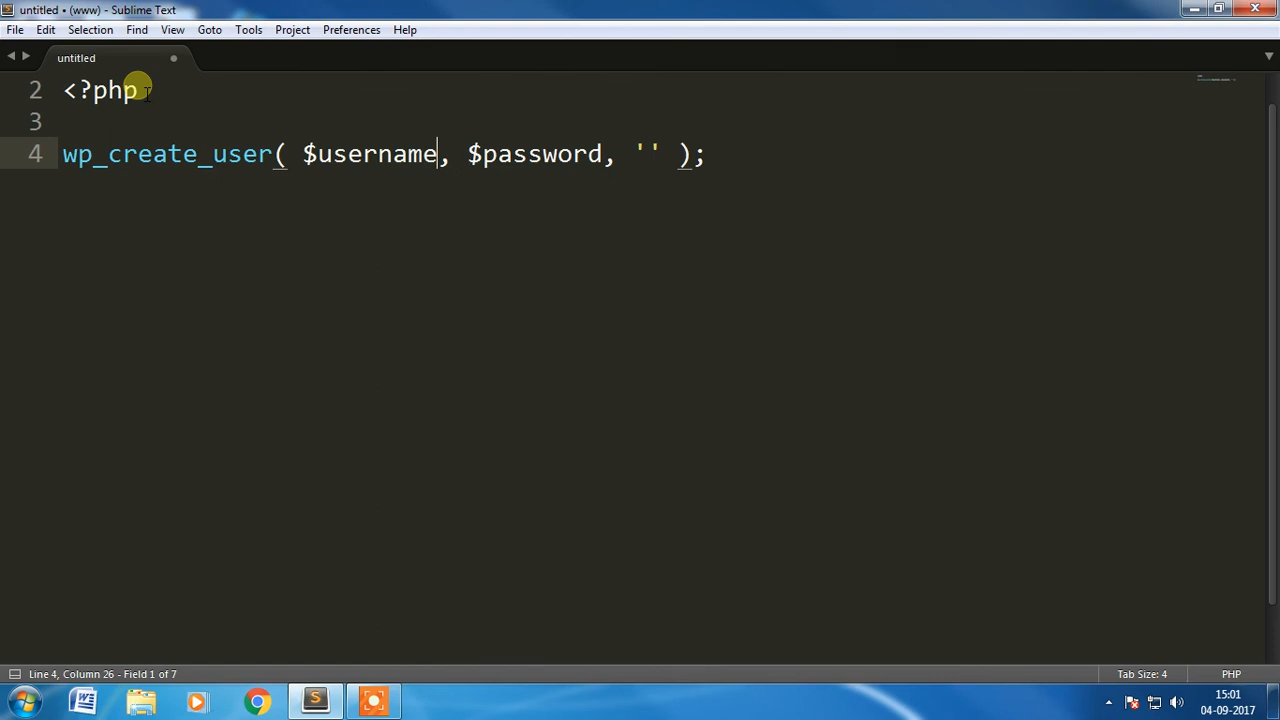 untitled • (www) - Sublime Text
File Edit Selection Find View Goto Tools Project Preferences Help
untitled
2 <?php
3
4 wp_create_user( $username, $password, '' );
Line 4, Column 26 - Field 1 of 7
Tab Size: 4
PHP
15:01
04-09-2017